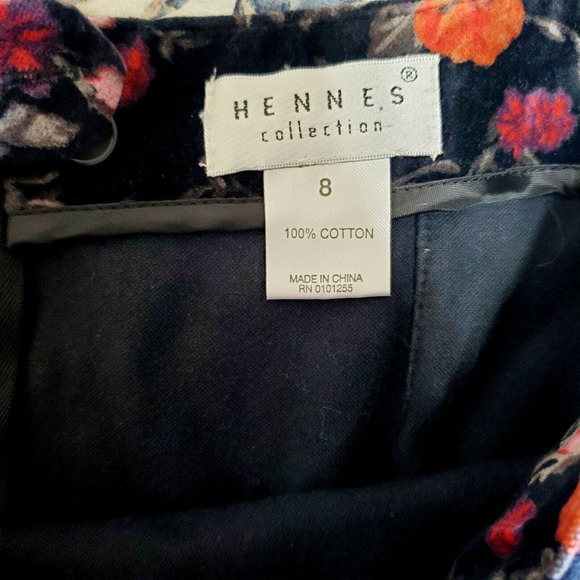 HENNES®
collection
8
100% COTTON
MADE IN CHINA
RN 0101255